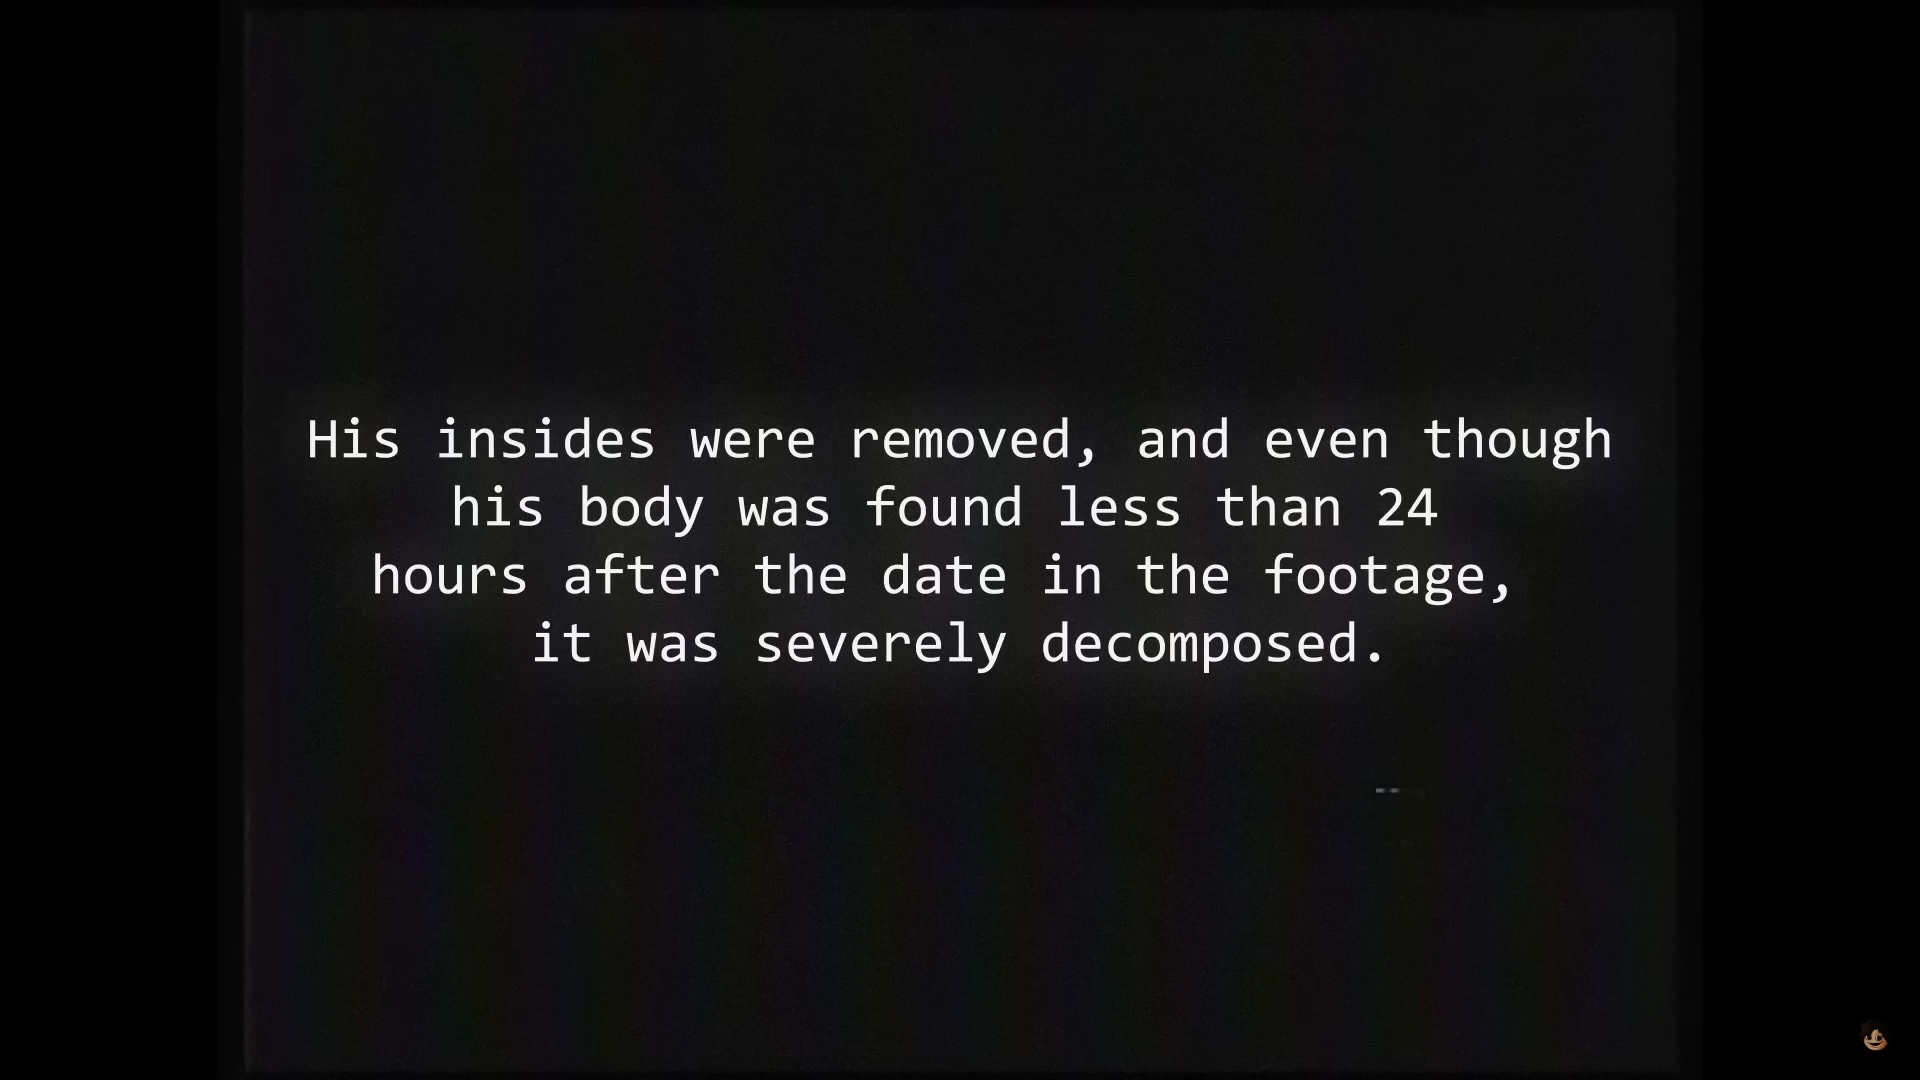 His insides were removed, and even though
his body was found less than 24
hours after the date in the footage,
it was severely decomposed.